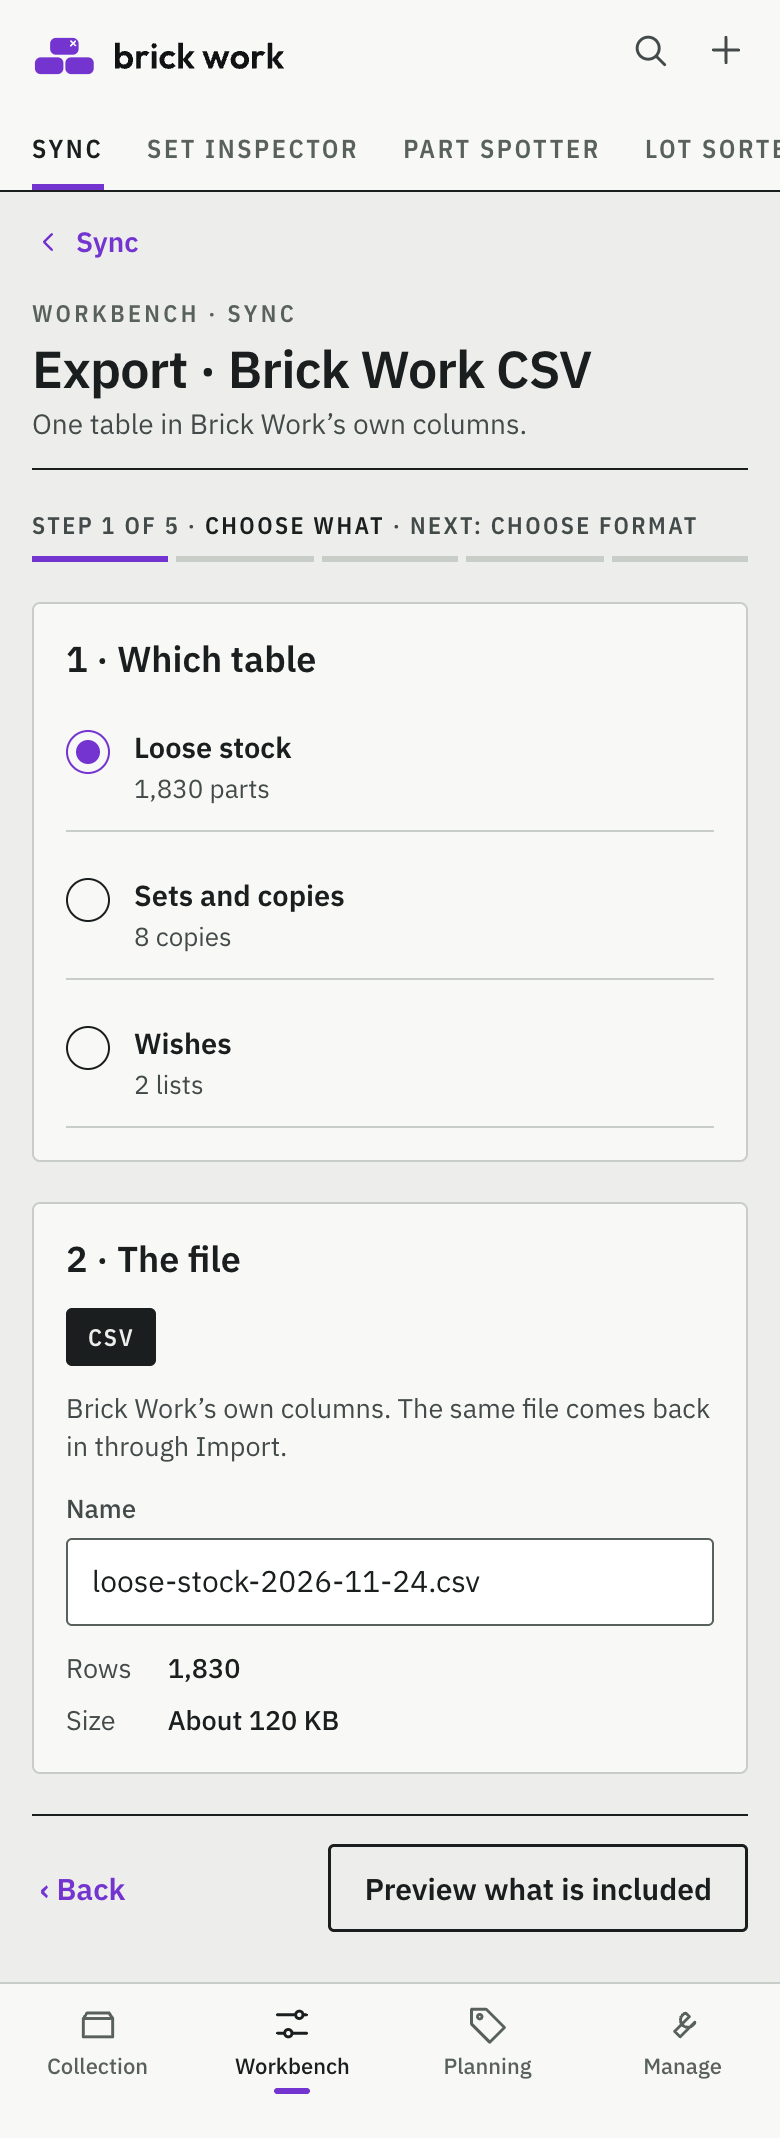 brick work
SYNC SET INSPECTOR PART SPOTTER LOT SORTE
Sync
WORKBENCH · SYNC
Export · Brick Work CSV
One table in Brick Work’s own columns.
STEP 1 OF 5 · CHOOSE WHAT · NEXT: CHOOSE FORMAT
1 · Which table
Loose stock
1,830 parts
Sets and copies
8 copies
Wishes
2 lists
2 · The file
CSV
Brick Work’s own columns. The same file comes back
in through Import.
Name
loose-stock-2026-11-24.csv
Rows 1,830
Size About 120 KB
‹ Back Preview what is included
Collection Workbench Planning Manage